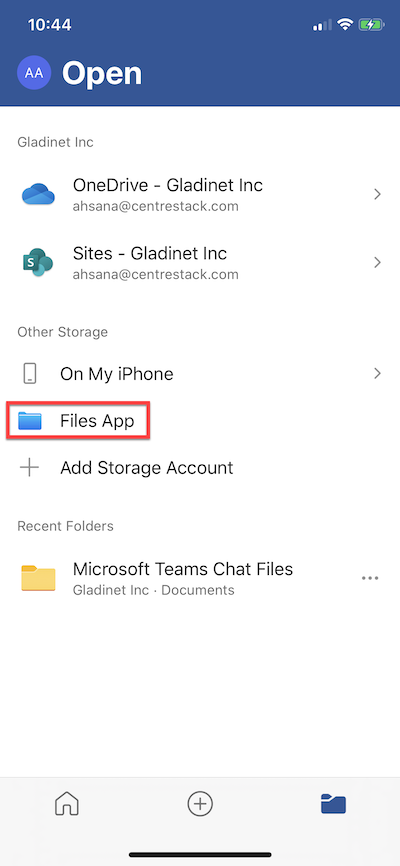 10:44
AA
Open
Gladinet Inc
OneDrive - Gladinet Inc
ahsana@centrestack.com
S
Sites - Gladinet Inc
ahsana@centrestack.com
Other Storage
On My iPhone
Files App
Add Storage Account
Recent Folders
Microsoft Teams Chat Files
Gladinet Inc · Documents